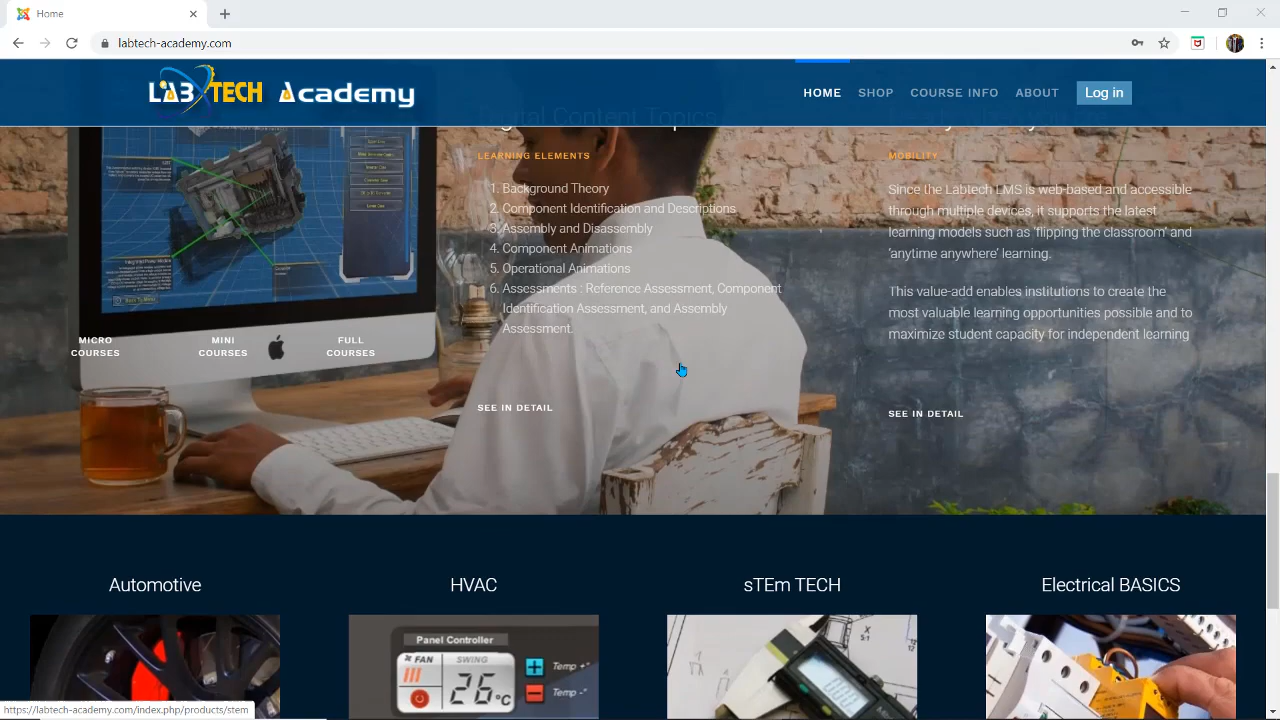 Home
labtech-academy.com
LABTECH Academy
HOME SHOP COURSE INFO ABOUT Log in
Digital Content Topics
LEARNING ELEMENTS
1. Background Theory
2. Component Identification and Descriptions
3. Assembly and Disassembly
4. Component Animations
5. Operational Animations
6. Assessments : Reference Assessment, Component
Identification Assessment, and Assembly
Assessment.
SEE IN DETAIL
MOBILITY
Since the Labtech LMS is web-based and accessible
through multiple devices, it supports the latest
learning models such as 'flipping the classroom' and
'anytime anywhere' learning.
This value-add enables institutions to create the
most valuable learning opportunities possible and to
maximize student capacity for independent learning
SEE IN DETAIL
MICRO
COURSES
MINI
COURSES
FULL
COURSES
Automotive
HVAC
sTEm TECH
Electrical BASICS
Panel Controller
FAN SWING
26°C
Temp +
Temp -
https://labtech-academy.com/index.php/products/stem